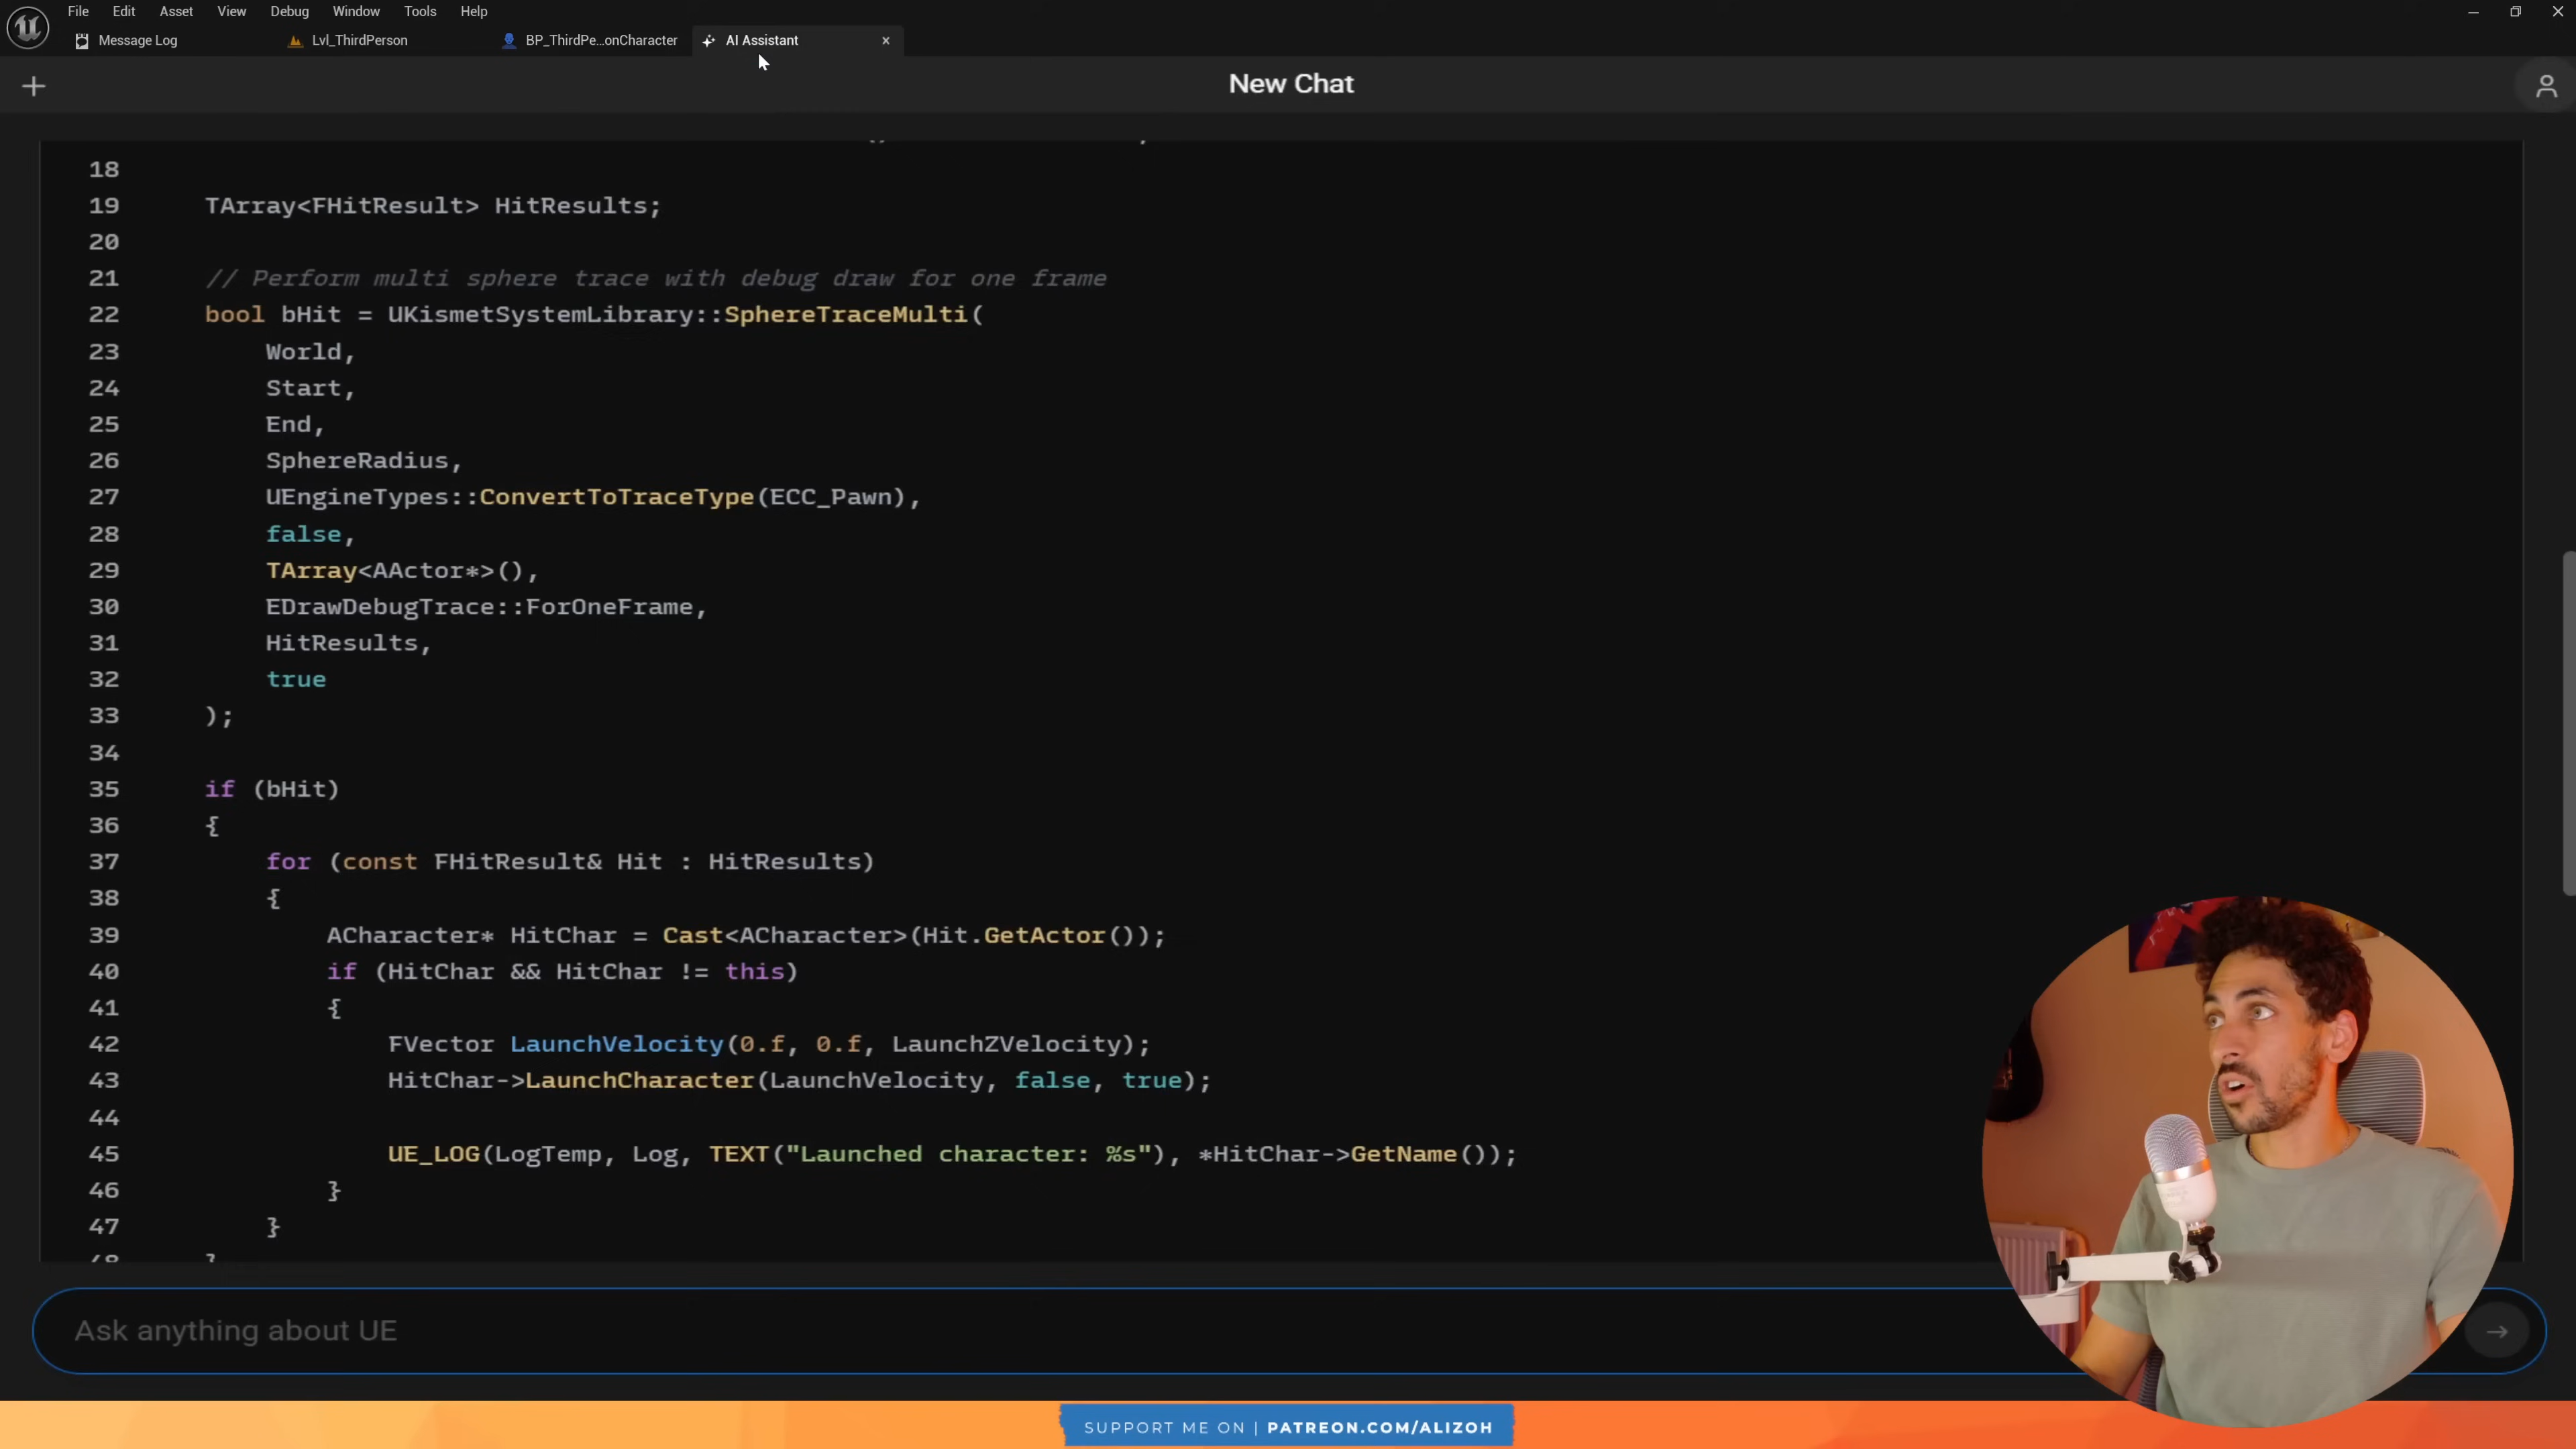 File Edit Asset View Debug Window Tools Help
Message Log Lvl_ThirdPerson BP_ThirdPe...onCharacter AI Assistant
New Chat
18
19 TArray<FHitResult> HitResults;
20
21 // Perform multi sphere trace with debug draw for one frame
22 bool bHit = UKismetSystemLibrary::SphereTraceMulti(
23 World,
24 Start,
25 End,
26 SphereRadius,
27 UEngineTypes::ConvertToTraceType(ECC_Pawn),
28 false,
29 TArray<AActor*>(),
30 EDrawDebugTrace::ForOneFrame,
31 HitResults,
32 true
33 );
34
35 if (bHit)
36 {
37 for (const FHitResult& Hit : HitResults)
38 {
39 ACharacter* HitChar = Cast<ACharacter>(Hit.GetActor());
40 if (HitChar && HitChar != this)
41 {
42 FVector LaunchVelocity(0.f, 0.f, LaunchZVelocity);
43 HitChar->LaunchCharacter(LaunchVelocity, false, true);
44
45 UE_LOG(LogTemp, Log, TEXT("Launched character: %s"), *HitChar->GetName());
46 }
47 }
48 }
Ask anything about UE
SUPPORT ME ON | PATREON.COM/ALIZOH